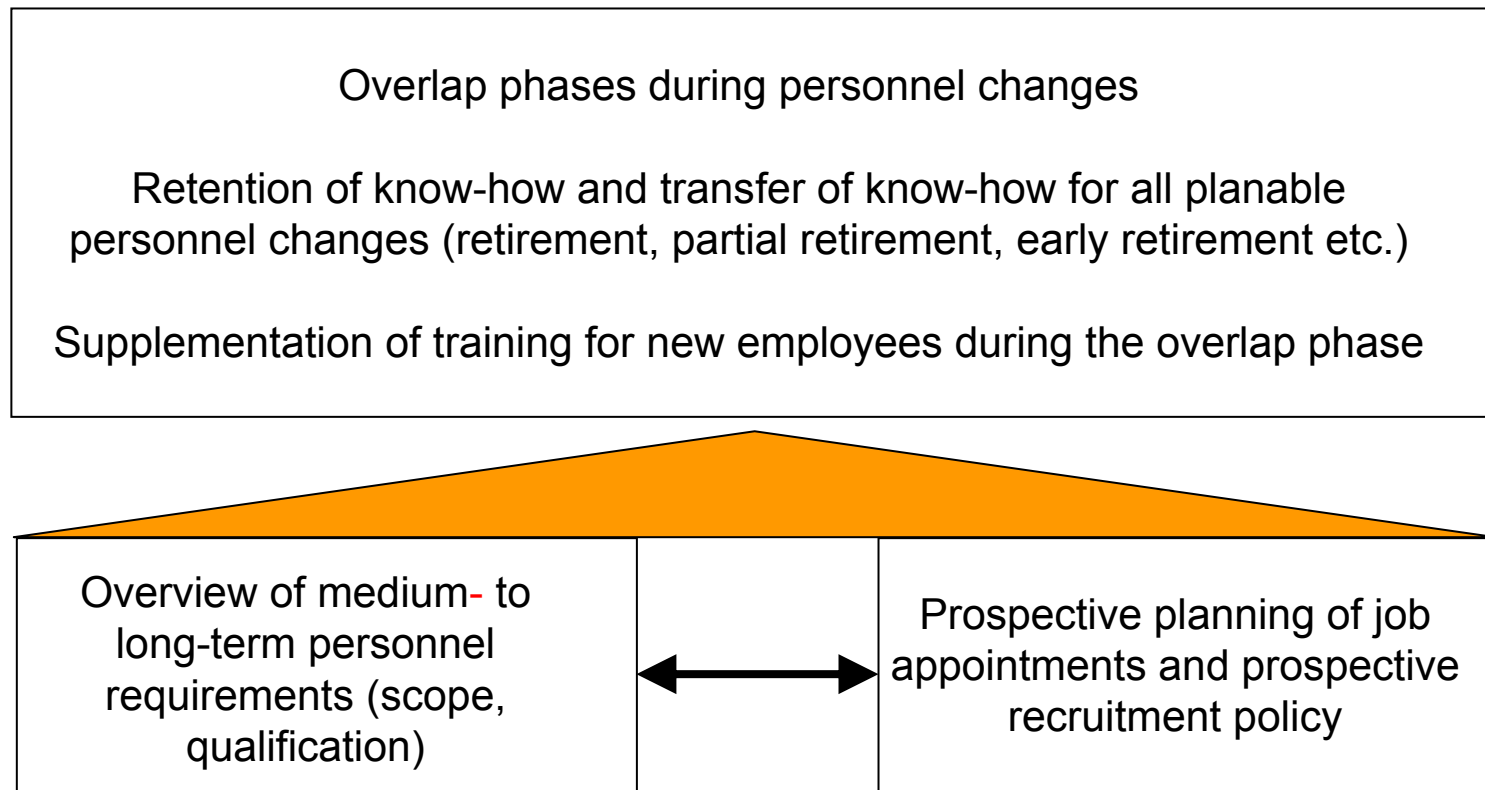 Overlap phases during personnel changes
Retention of know-how and transfer of know-how for all planable
personnel changes (retirement, partial retirement, early retirement etc.)
Supplementation of training for new employees during the overlap phase
Overview of medium- to
long-term personnel
requirements (scope,
qualification)
Prospective planning of job
appointments and prospective
recruitment policy